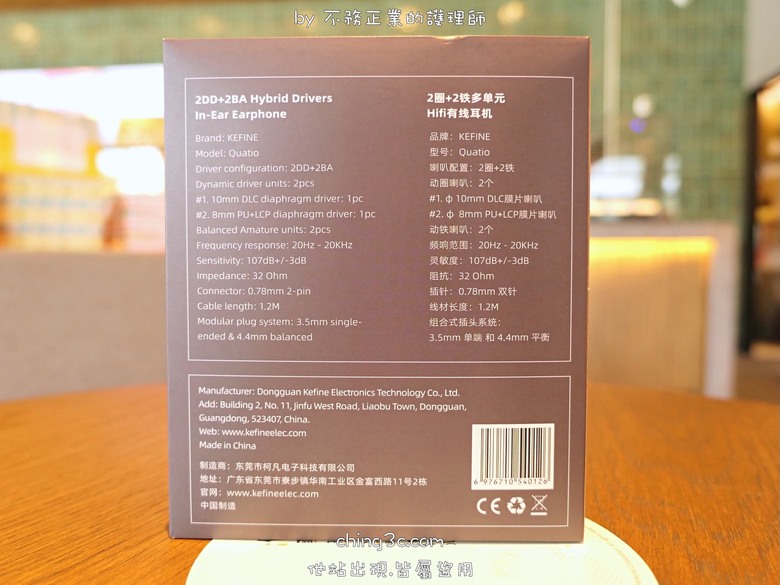 by 不務正業的護理師
2DD+2BA Hybrid Drivers
In-Ear Earphone
Brand: KEFINE
Model: Quatio
Driver configuration: 2DD+2BA
Dynamic driver units: 2pcs
#1. 10mm DLC diaphragm driver: 1pc
#2. 8mm PU+LCP diaphragm driver: 1pc
Balanced Amature units: 2pcs
Frequency response: 20Hz - 20KHz
Sensitivity: 107dB+/-3dB
Impedance: 32 Ohm
Connector: 0.78mm 2-pin
Cable length: 1.2M
Modular plug system: 3.5mm single-
ended & 4.4mm balanced
2圈+2铁多单元
Hifi有线耳机
品牌：KEFINE
型号：Quatio
喇叭配置：2圈+2铁
动圈喇叭：2个
#1. φ 10mm DLC膜片喇叭
#2. φ 8mm PU+LCP膜片喇叭
动铁喇叭：2个
频响范围：20Hz - 20KHz
灵敏度：107dB+/-3dB
阻抗：32 Ohm
插针：0.78mm 双针
线材长度：1.2M
组合式插头系统：
3.5mm 单端 和 4.4mm 平衡
Manufacturer: Dongguan Kefine Electronics Technology Co., Ltd.
Add: Building 2, No. 11, Jinfu West Road, Liaobu Town, Dongguan,
Guangdong, 523407, China.
Web: www.kefineelec.com
Made in China
制造商：东莞市柯凡电子科技有限公司
地址：广东省东莞市寮步镇华南工业区金富西路11号2栋
官网：www.kefineelec.com
中国制造
6 976710 540126
CE
ching3c.com
他站出現.皆屬盜用